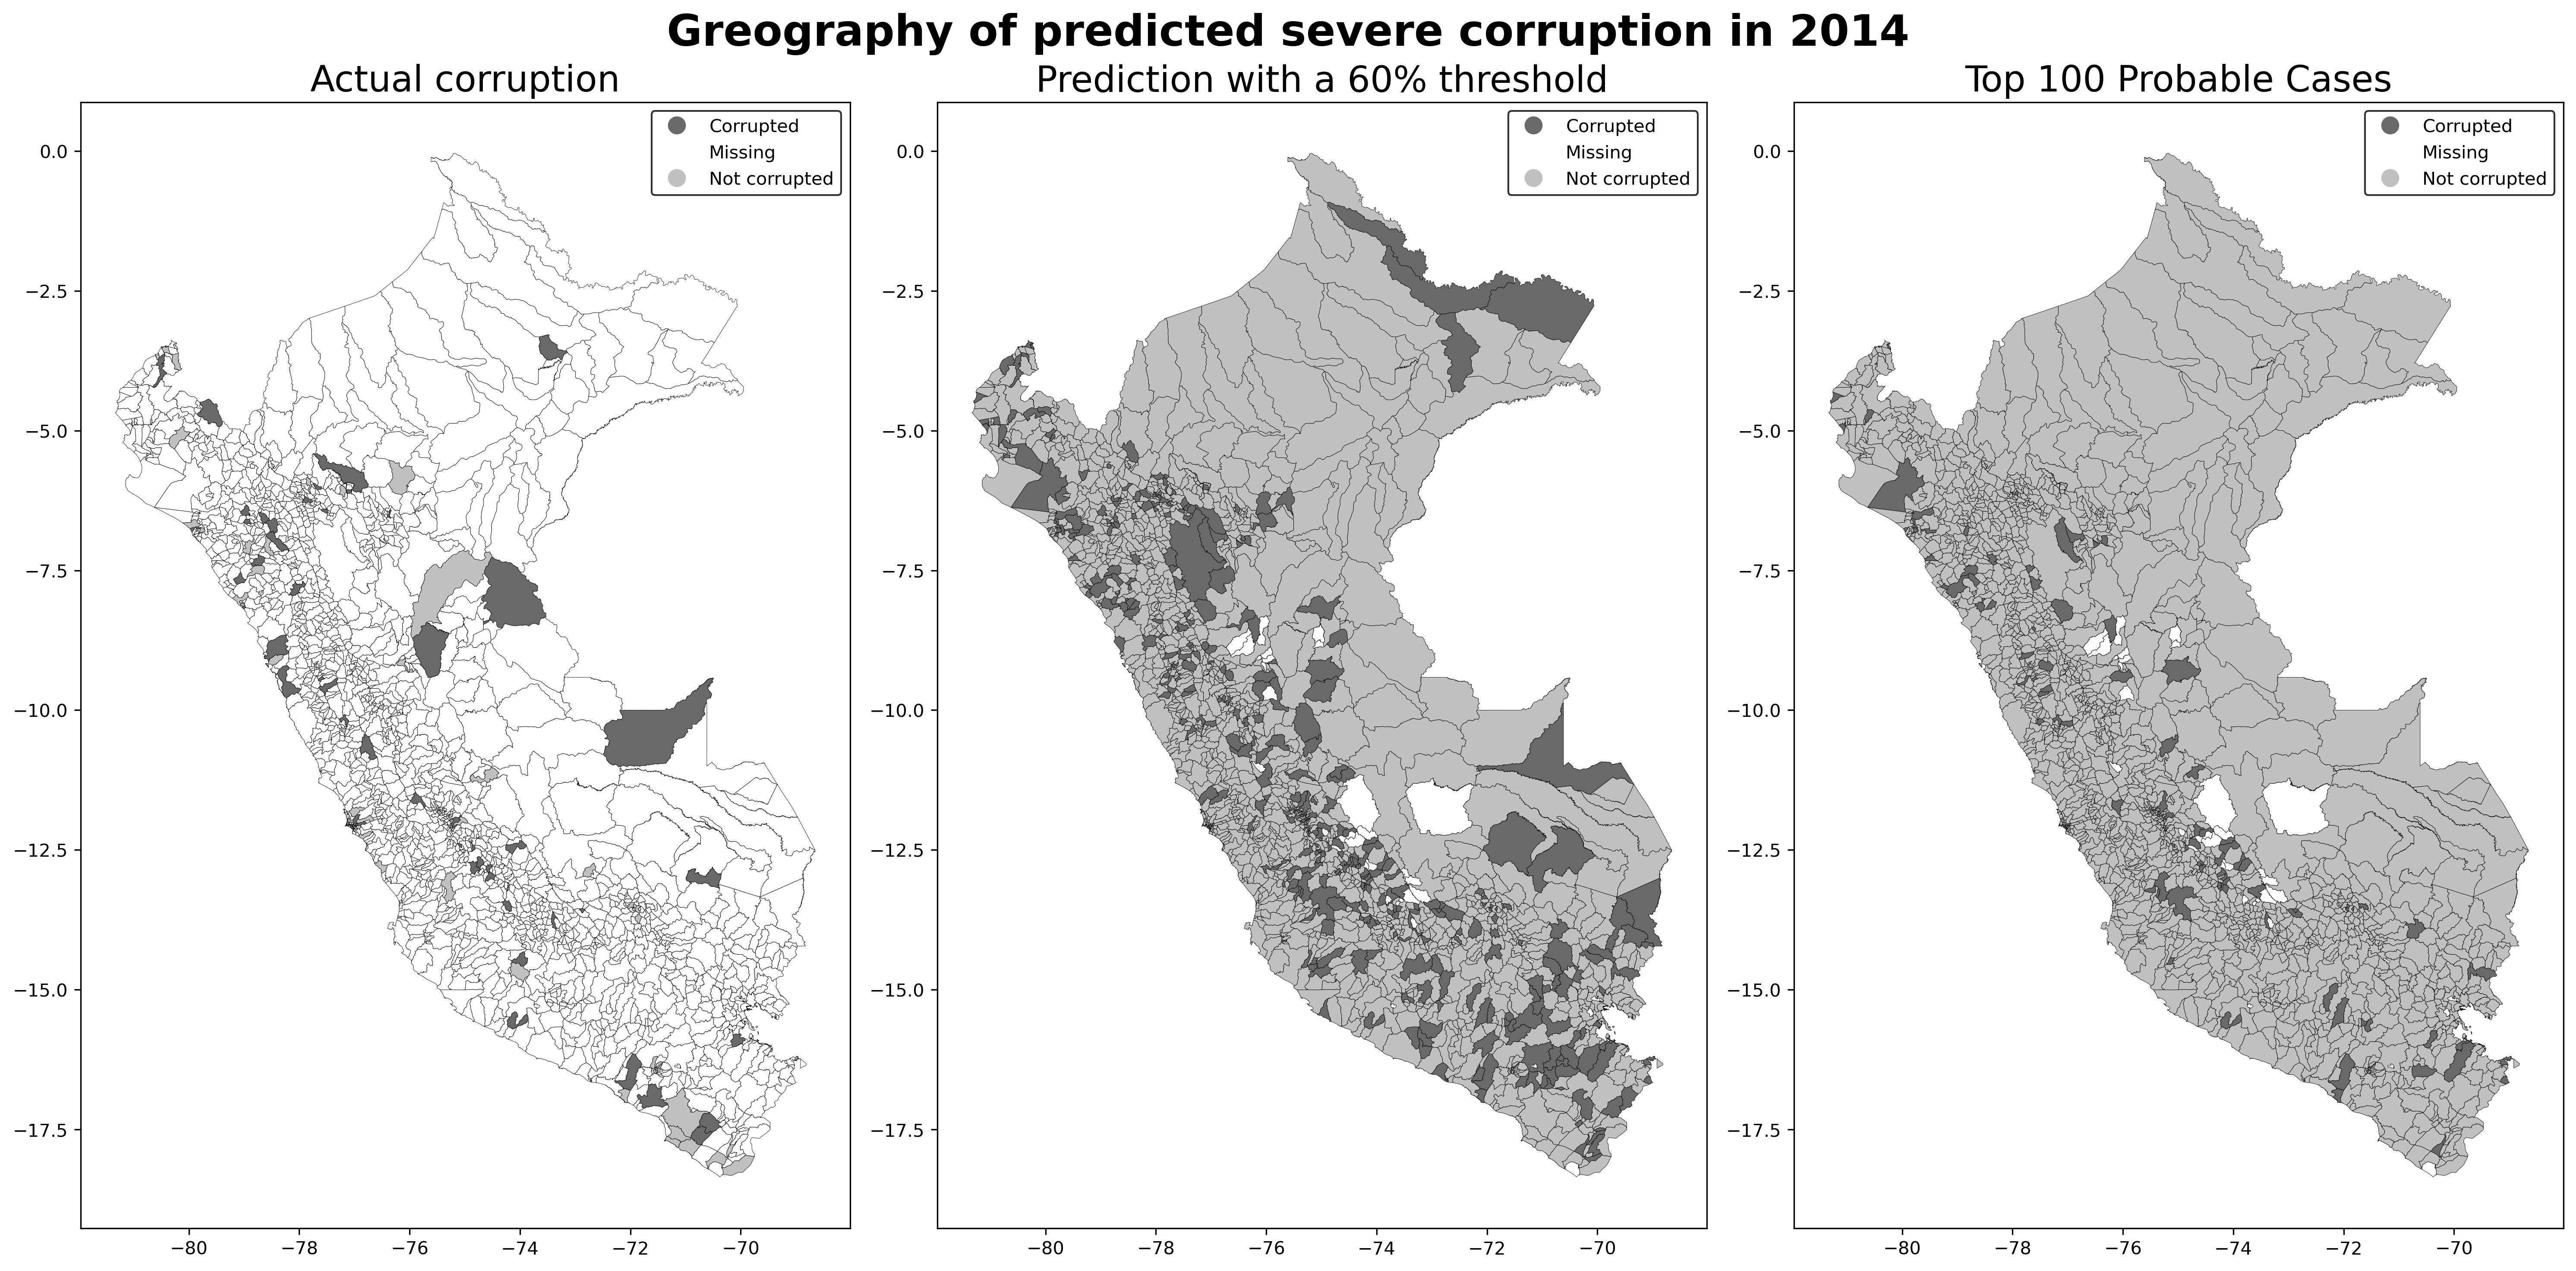 Greography of predicted severe corruption in 2014
Actual corruption
Corrupted
Missing
Not corrupted
0.0
−2.5
−5.0
−7.5
−10.0
−12.5
−15.0
−17.5
−80 −78 −76 −74 −72 −70
Prediction with a 60% threshold
Corrupted
Missing
Not corrupted
0.0
−2.5
−5.0
−7.5
−10.0
−12.5
−15.0
−17.5
−80 −78 −76 −74 −72 −70
Top 100 Probable Cases
Corrupted
Missing
Not corrupted
0.0
−2.5
−5.0
−7.5
−10.0
−12.5
−15.0
−17.5
−80 −78 −76 −74 −72 −70